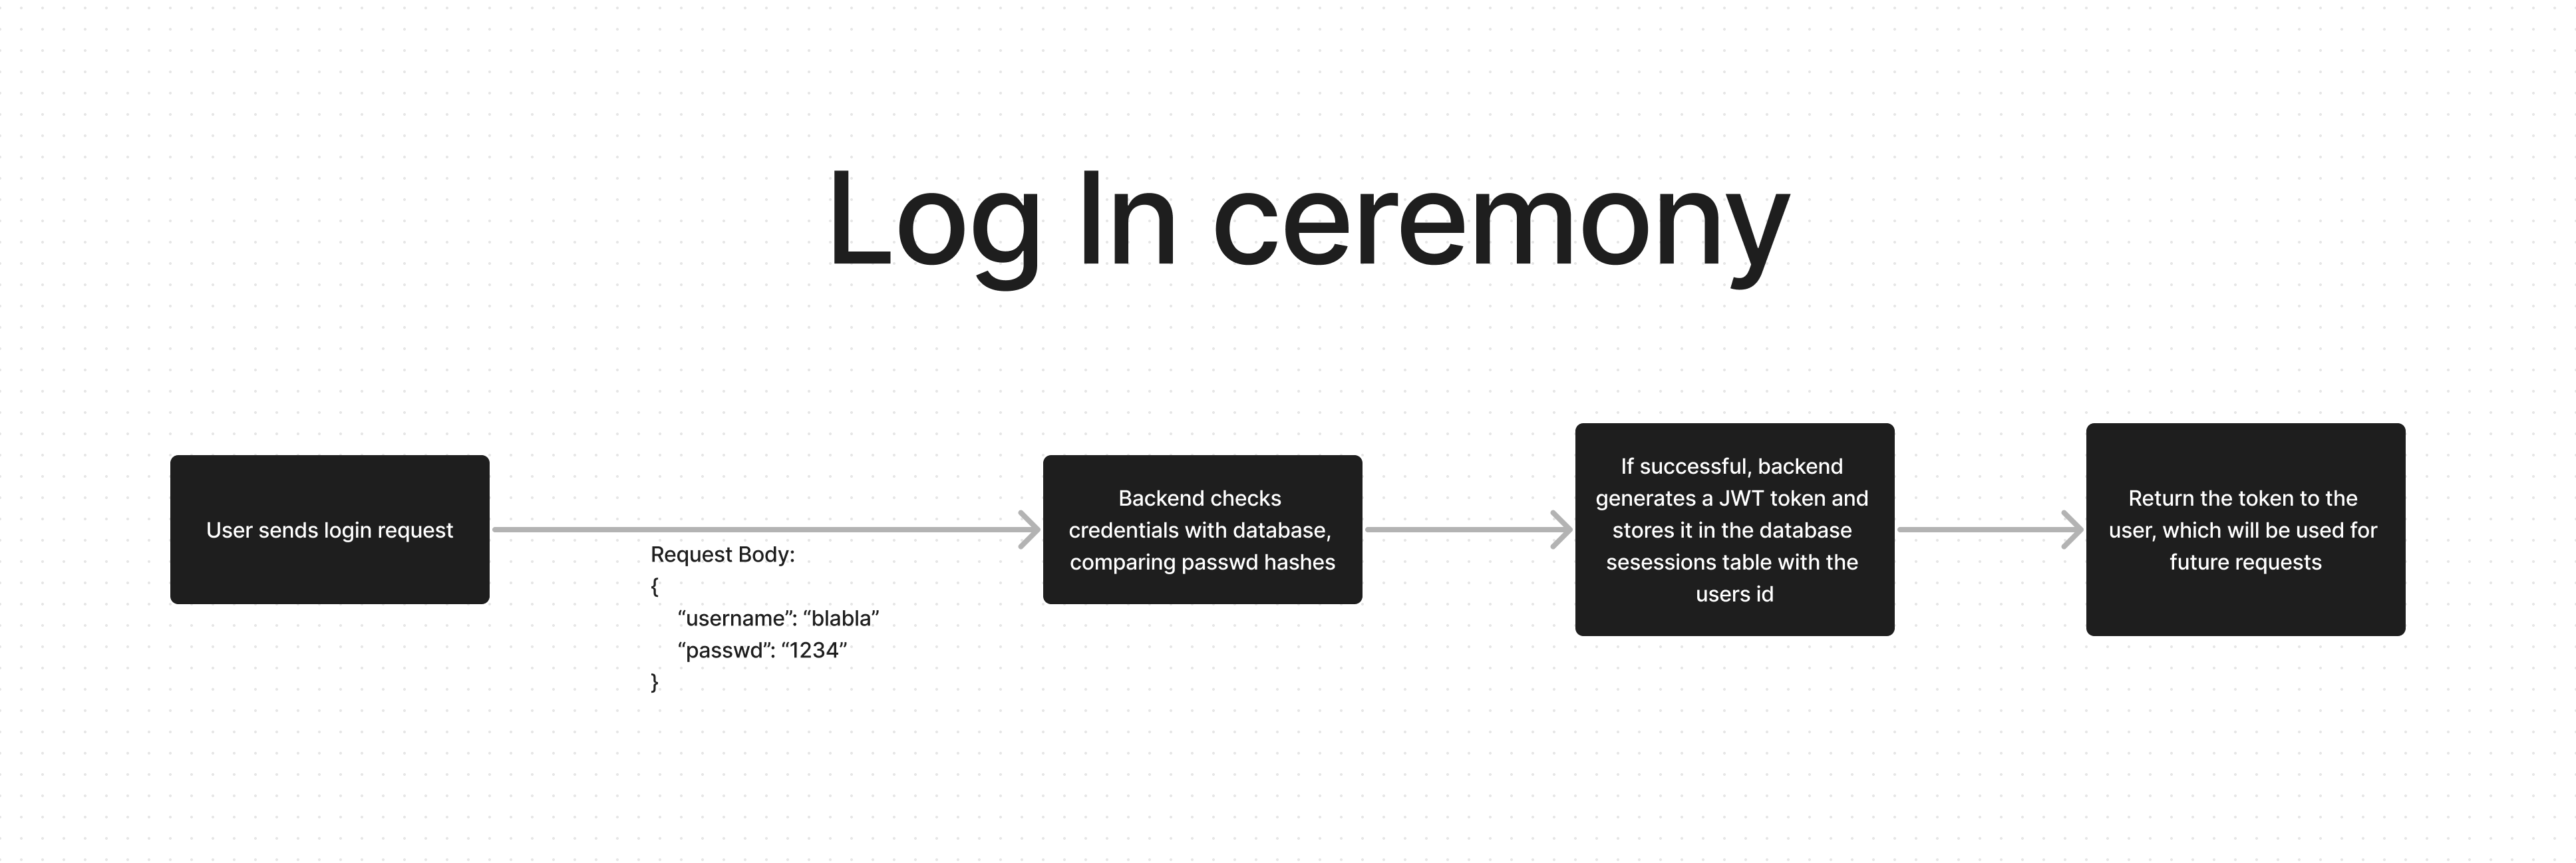 Log In ceremony
User sends login request
Request Body:
{
“username”: “blabla”
“passwd”: “1234”
}
Backend checks
credentials with database,
comparing passwd hashes
If successful, backend
generates a JWT token and
stores it in the database
sesessions table with the
users id
Return the token to the
user, which will be used for
future requests